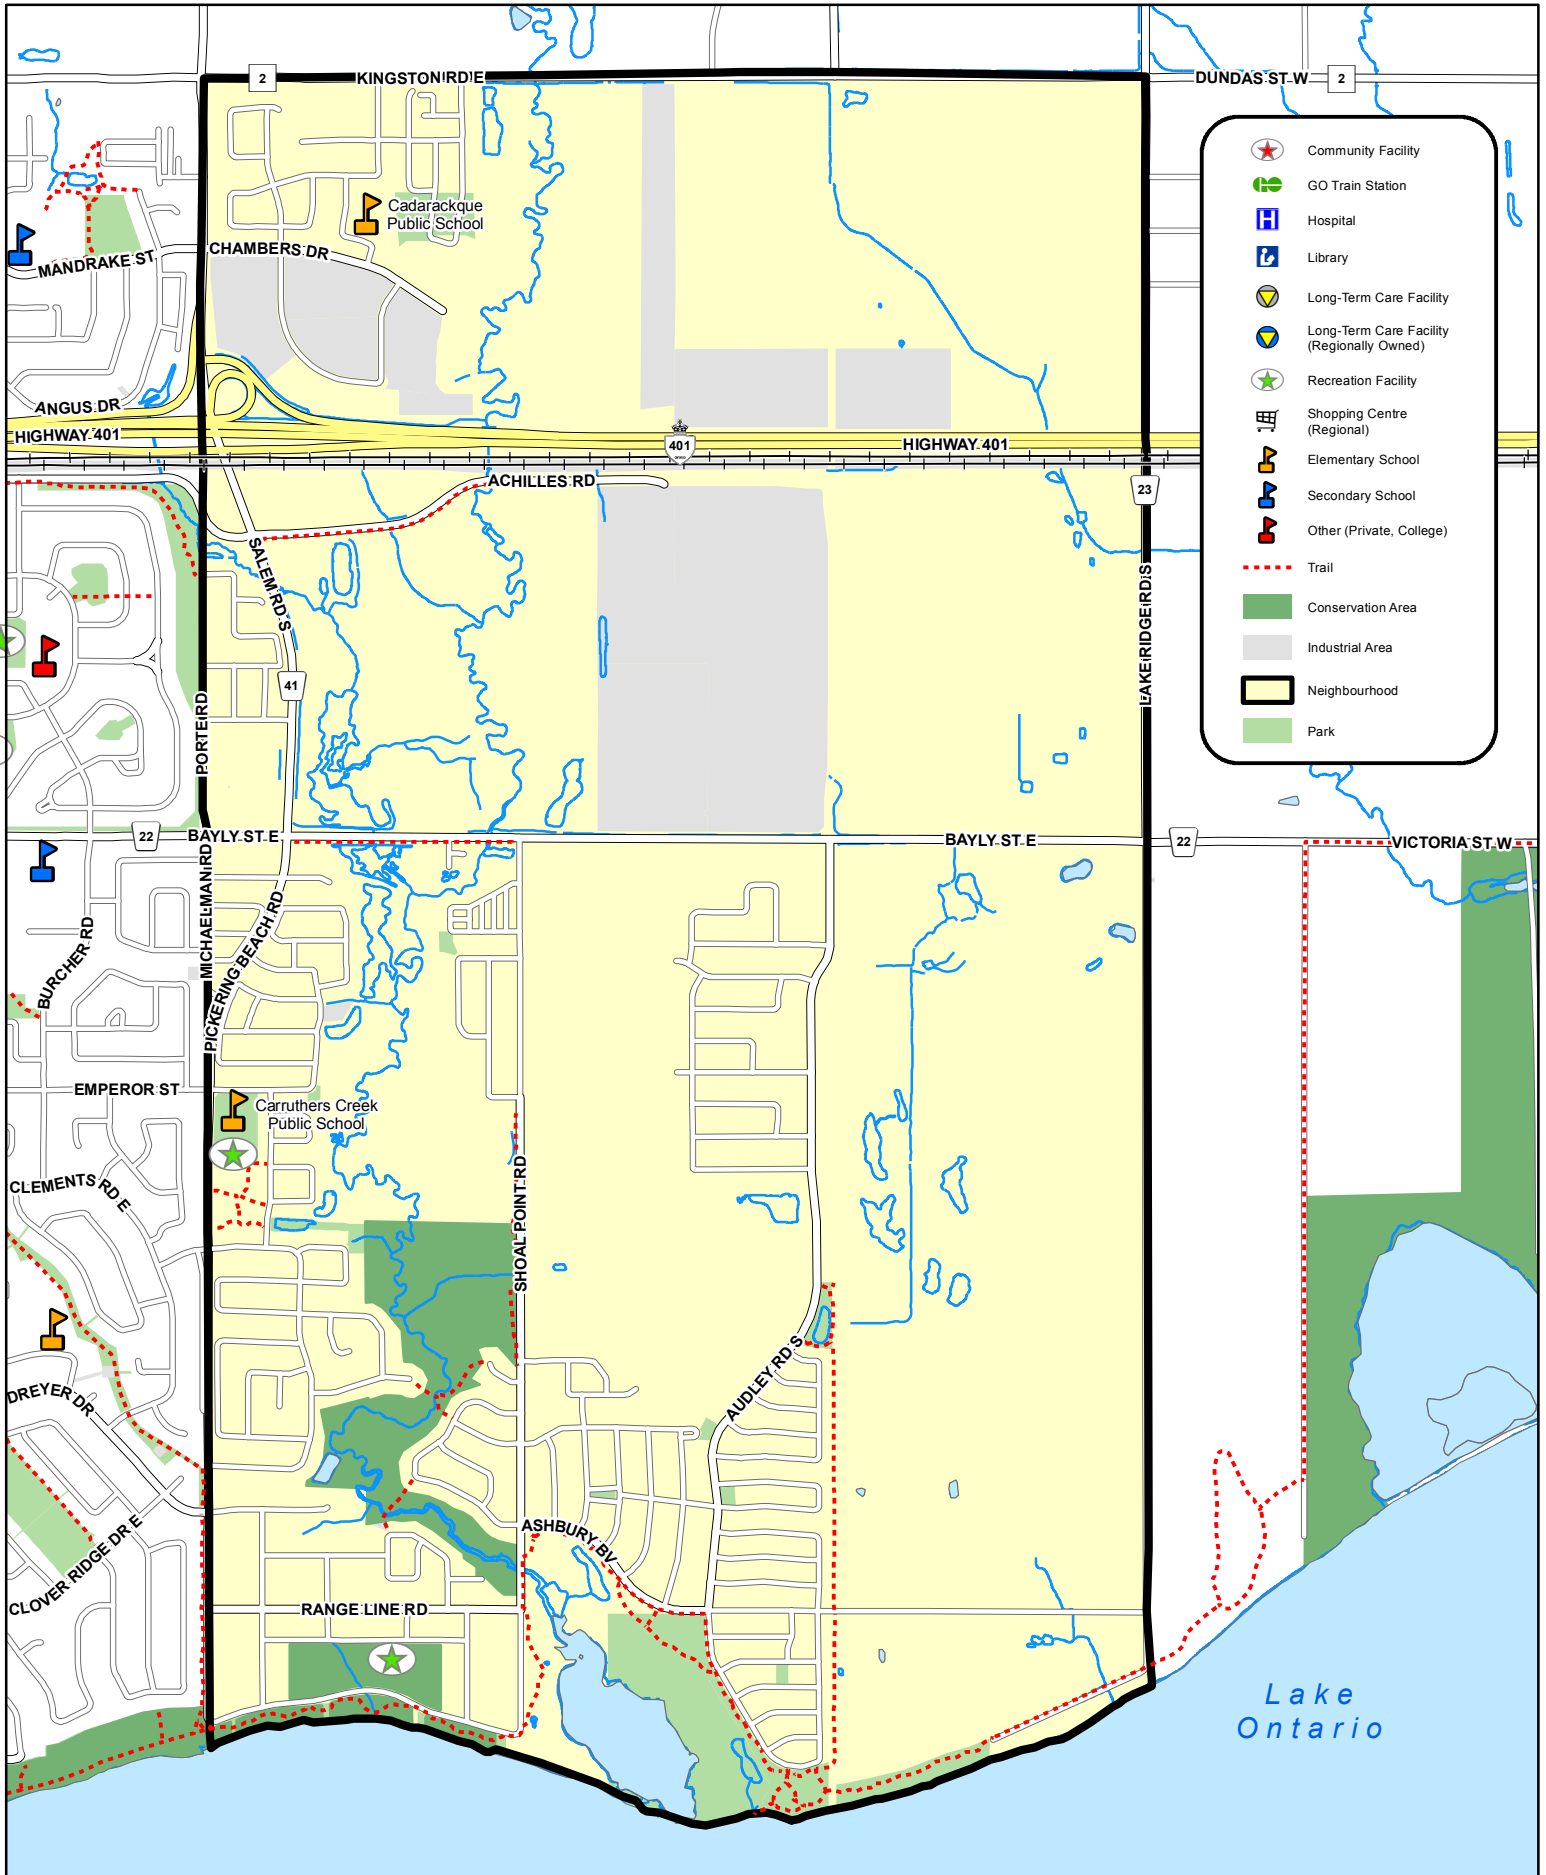 2
KINGSTON RD E
DUNDAS ST W
2
Community Facility
GO Train Station
H
Hospital
Library
Long-Term Care Facility
Long-Term Care Facility
(Regionally Owned)
Recreation Facility
Shopping Centre
(Regional)
Elementary School
Secondary School
Other (Private, College)
Trail
Conservation Area
Industrial Area
Neighbourhood
Park
Cadarackque
Public School
CHAMBERS DR
MANDRAKE ST
ANGUS DR
HIGHWAY 401
401
HIGHWAY 401
ACHILLES RD
23
SALEM RD S
LAKE RIDGE RD S
41
PORTE RD
22
BAYLY ST E
BAYLY ST E
22
VICTORIA ST W
MICHAELMAN RD
PICKERING BEACH RD
BURCHER RD
EMPEROR ST
Carruthers Creek
Public School
CLEMENTS RD E
SHOAL POINT RD
AUDLEY RD S
DREYER DR
ASHBURY BV
CLOVER RIDGE DR E
RANGE LINE RD
Lake
Ontario